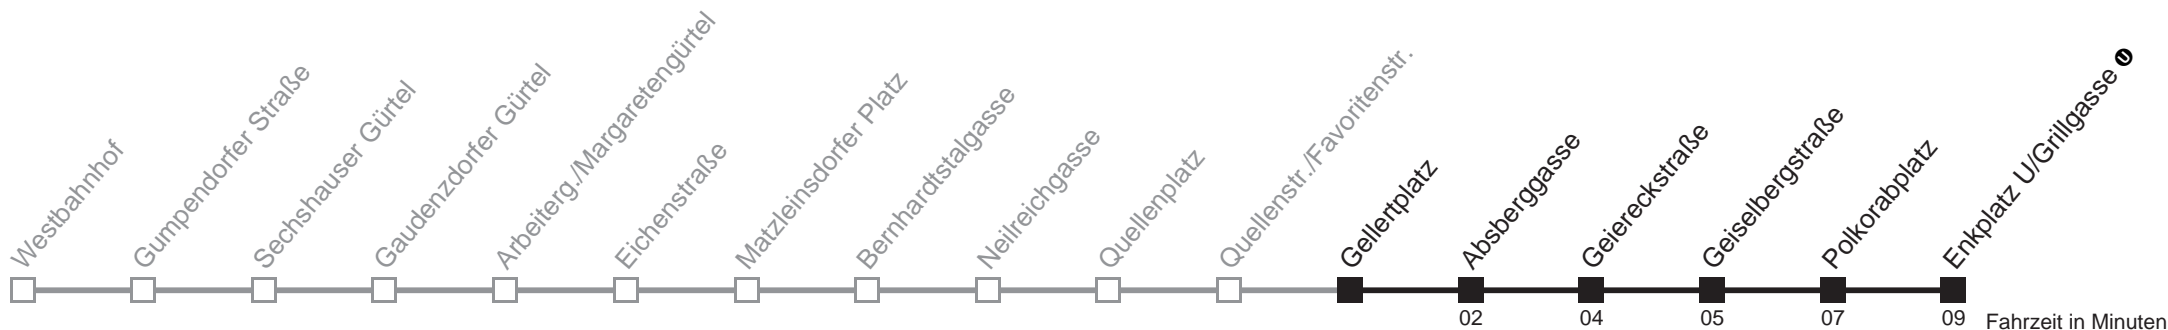 Westbahnhof
Gumpendorfer Straße
Sechshauser Gürtel
Gaudenzdorfer Gürtel
Arbeiterg./Margaretengürtel
Eichenstraße
Matzleinsdorfer Platz
Bernhardtstalgasse
Neilreichgasse
Quellenplatz
Quellenstr./Favoritenstr.
Gellertplatz
Absberggasse
Geiereckstraße
Geiselbergstraße
Polkorabplatz
Enkplatz U/Grillgasse U
02 04 05 07 09 Fahrzeit in Minuten